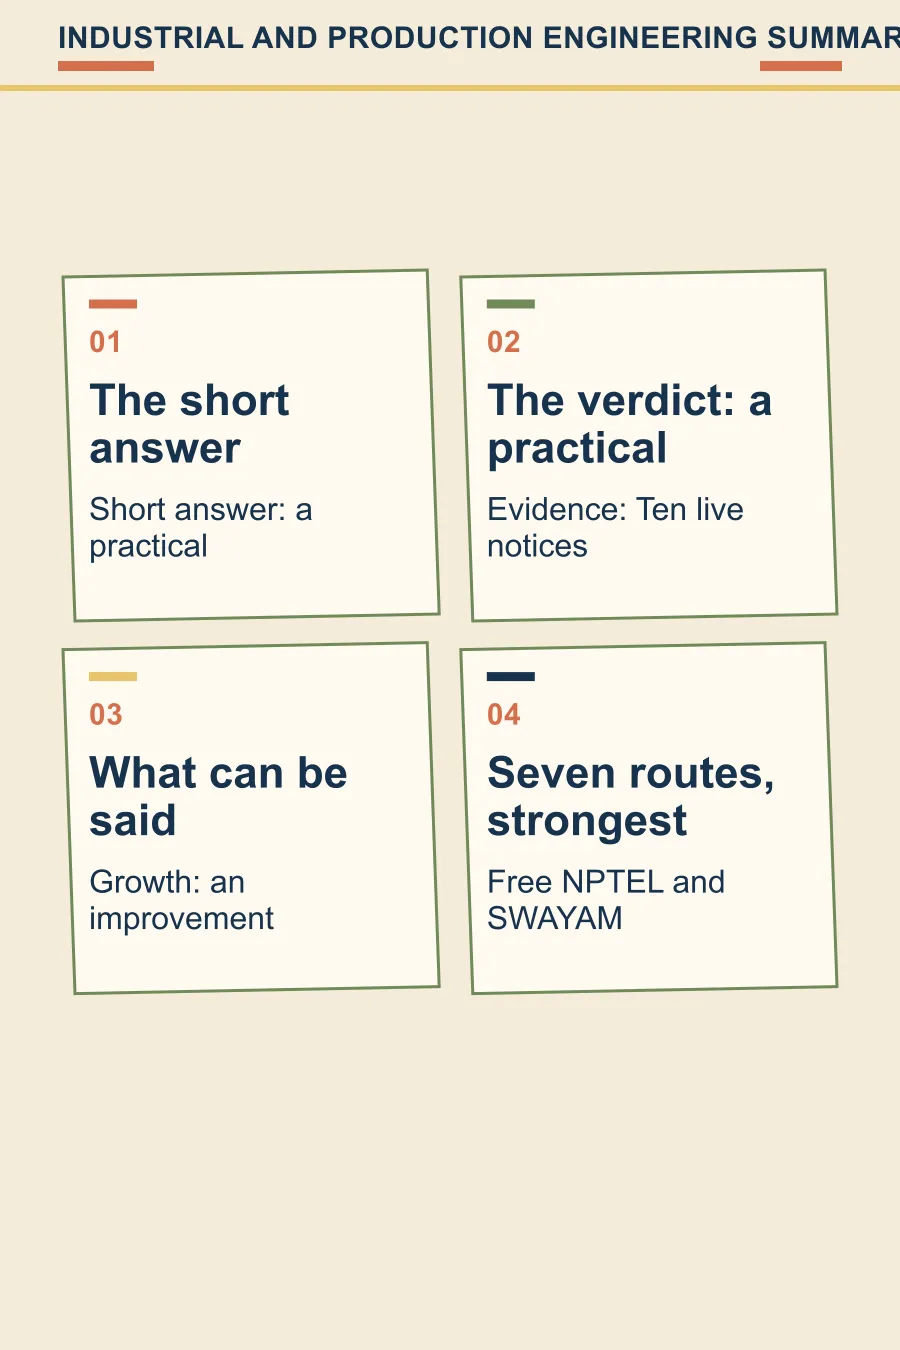 INDUSTRIAL AND PRODUCTION ENGINEERING SUMMAR
01
The short
answer
Short answer: a
practical
02
The verdict: a
practical
Evidence: Ten live
notices
03
What can be
said
Growth: an
improvement
04
Seven routes,
strongest
Free NPTEL and
SWAYAM